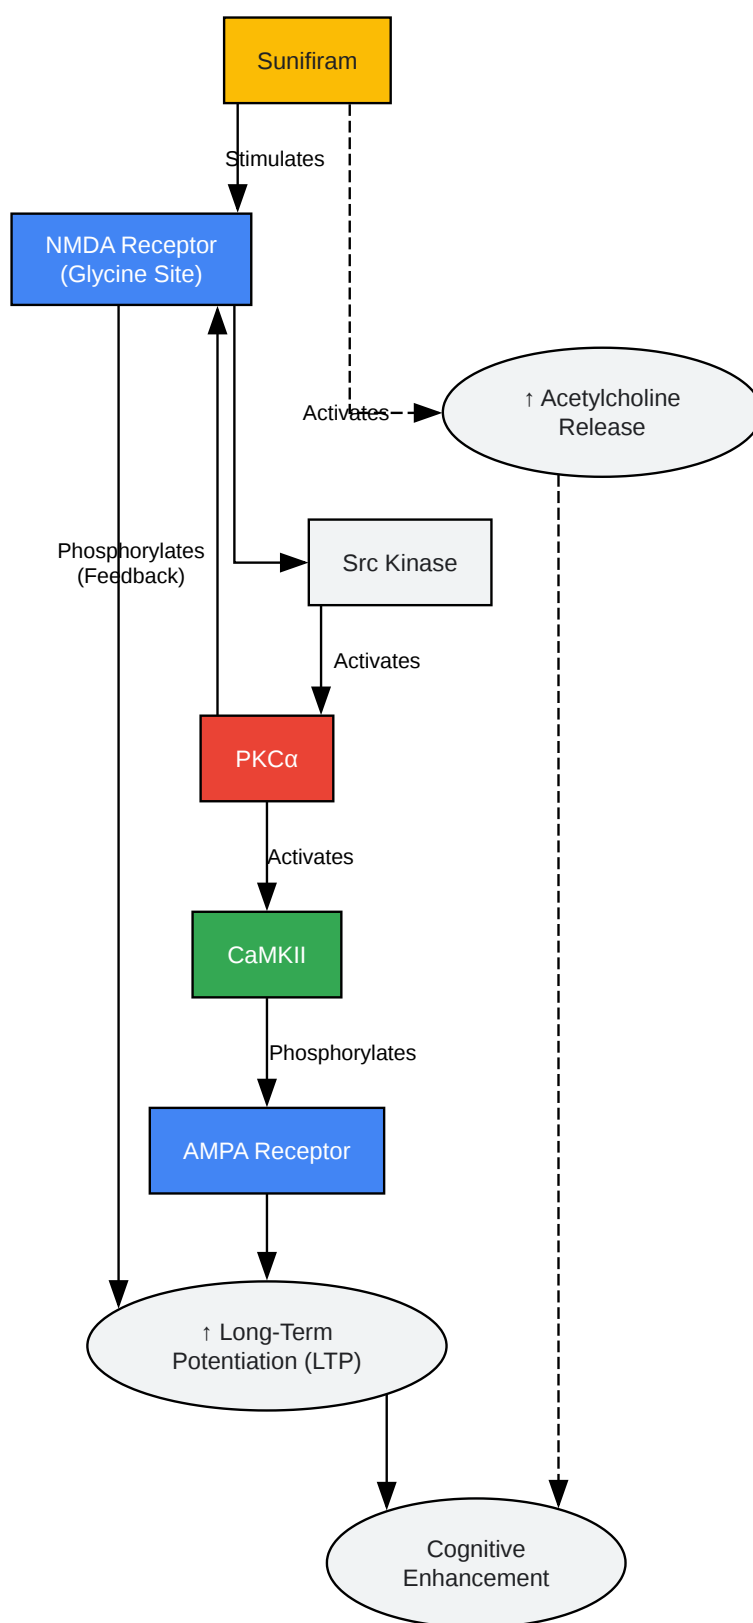 Sunifiram
Stimulates
NMDA Receptor
(Glycine Site)
↑ Acetylcholine
Release
Activates
Phosphorylates
(Feedback)
Src Kinase
Activates
PKCα
Activates
CaMKII
Phosphorylates
AMPA Receptor
↑ Long-Term
Potentiation (LTP)
Cognitive
Enhancement